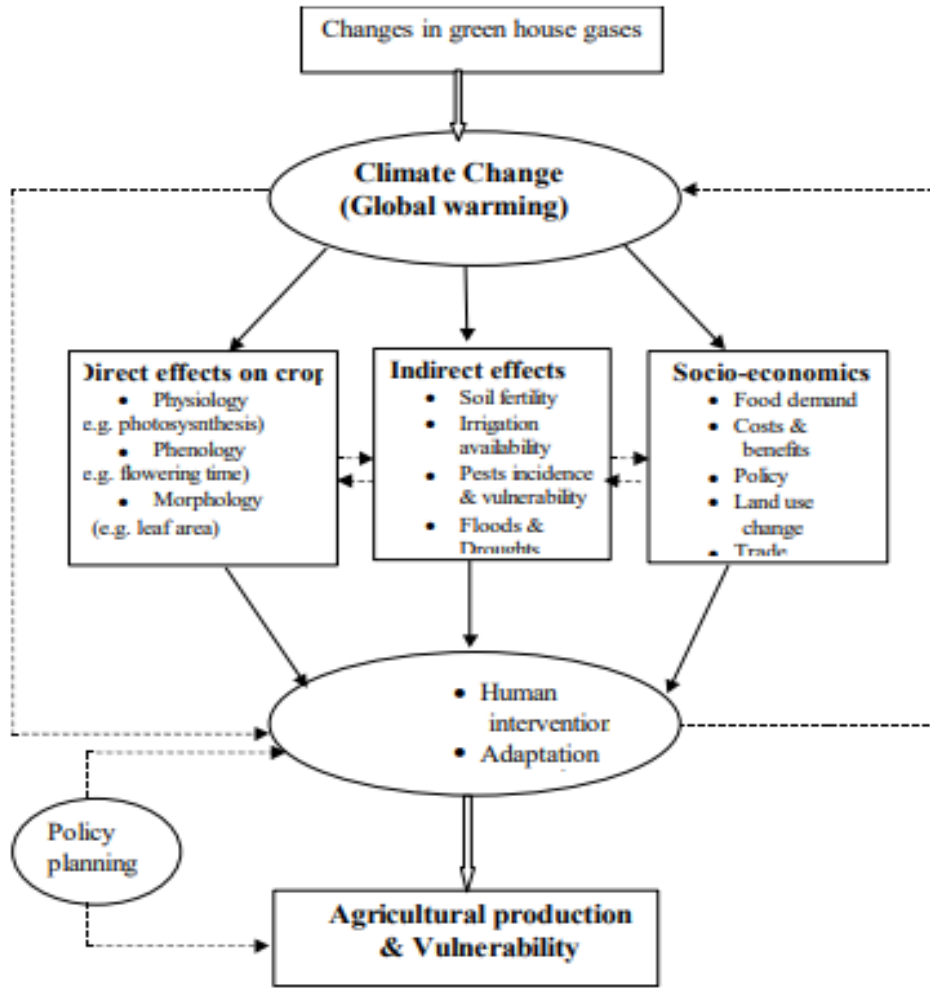 Changes in green house gases
Climate Change
(Global warming)
Direct effects on crop
• Physiology
(e.g. photosysnthesis)
• Phenology
(e.g. flowering time)
• Morphology
(e.g. leaf area)
Indirect effects
• Soil fertility
• Irrigation
availability
• Pests incidence
& vulnerability
• Floods &
Droughts
Socio-economics
• Food demand
• Costs &
benefits
• Policy
• Land use
change
• Trade
• Human
intervention
• Adaptation
Policy
planning
Agricultural production
& Vulnerability